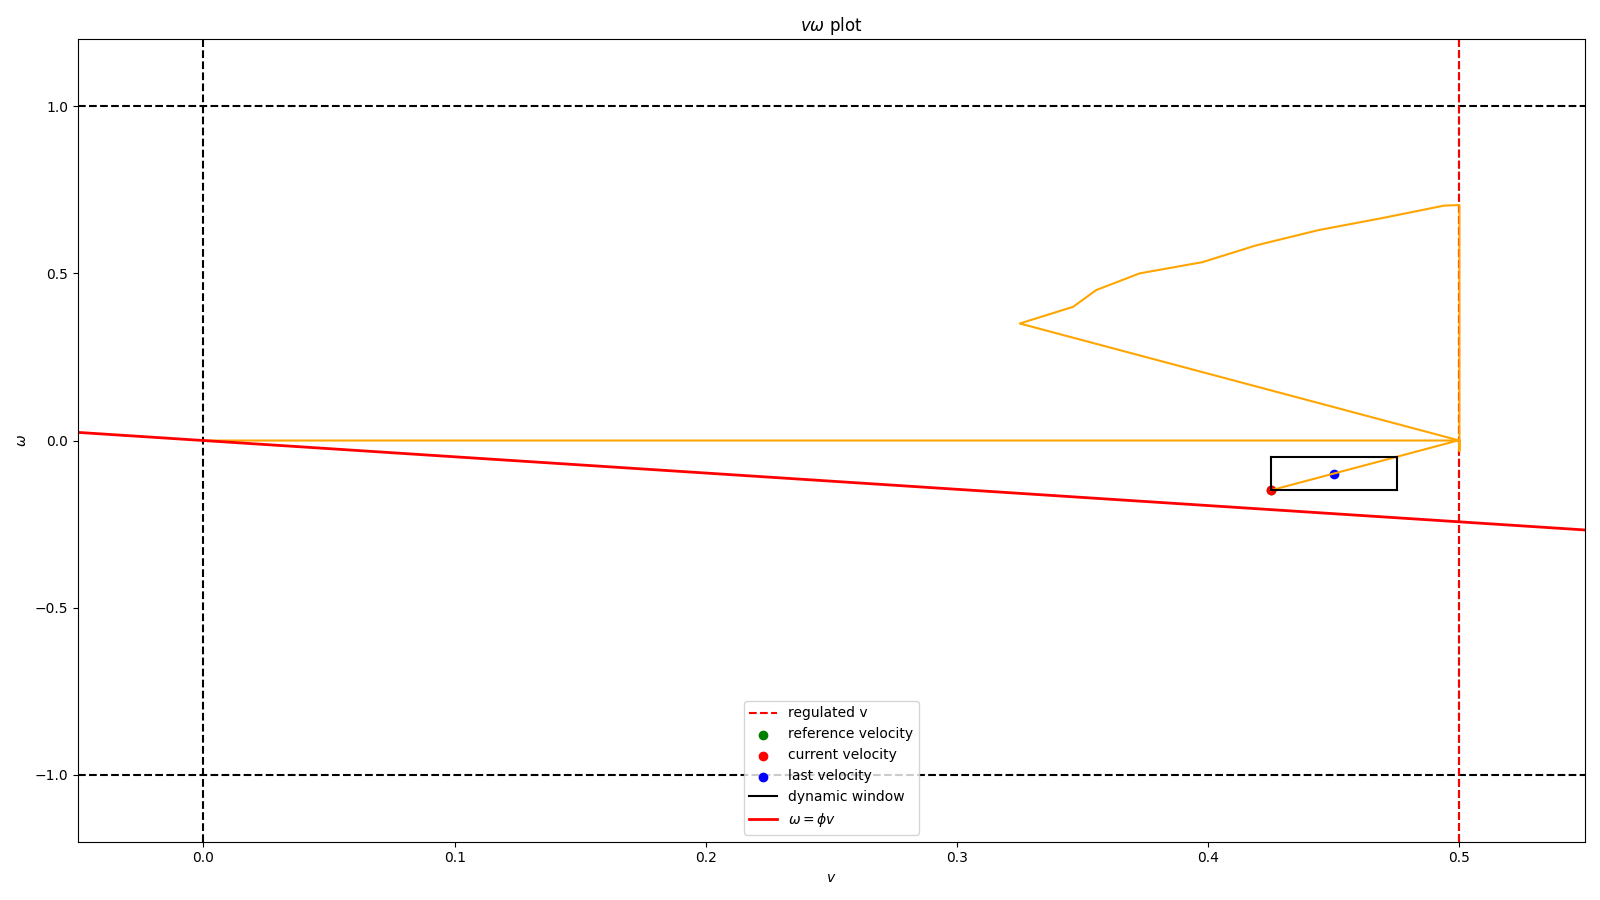 vω plot
1.0
0.5
0.0
−0.5
−1.0
ω
0.0 0.1 0.2 0.3 0.4 0.5
v
regulated v
reference velocity
current velocity
last velocity
dynamic window
ω = ϕv